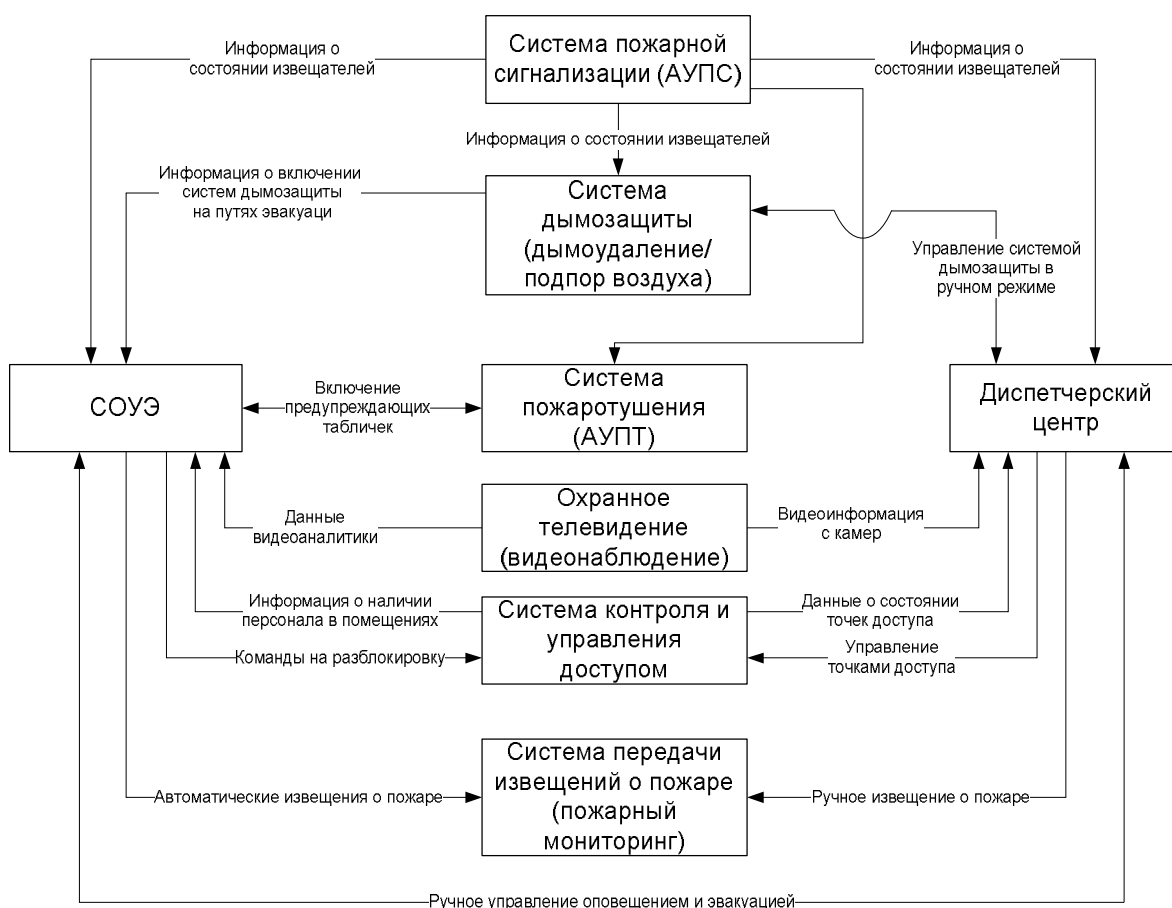 Система пожарной
сигнализации (АУПС)
Информация о
состоянии извещателей
Информация о
состоянии извещателей
Информация о состоянии извещателей
Информация о включении
систем дымозащиты
на путях эвакуаци
Система
дымозащиты
(дымоудаление/
подпор воздуха)
Управление системой
дымозащиты в
ручном режиме
СОУЭ
Включение
предупреждающих
табличек
Система
пожаротушения
(АУПТ)
Диспетчерский
центр
Данные
видеоаналитики
Охранное
телевидение
(видеонаблюдение)
Видеоинформация
с камер
Информация о наличии
персонала в помещениях
Команды на разблокировку
Система контроля и
управления
доступом
Данные о состоянии
точек доступа
Управление
точками доступа
Автоматические извещения о пожаре
Система передачи
извещений о пожаре
(пожарный
мониторинг)
Ручное извещение о пожаре
Ручное управление оповещением и эвакуацией